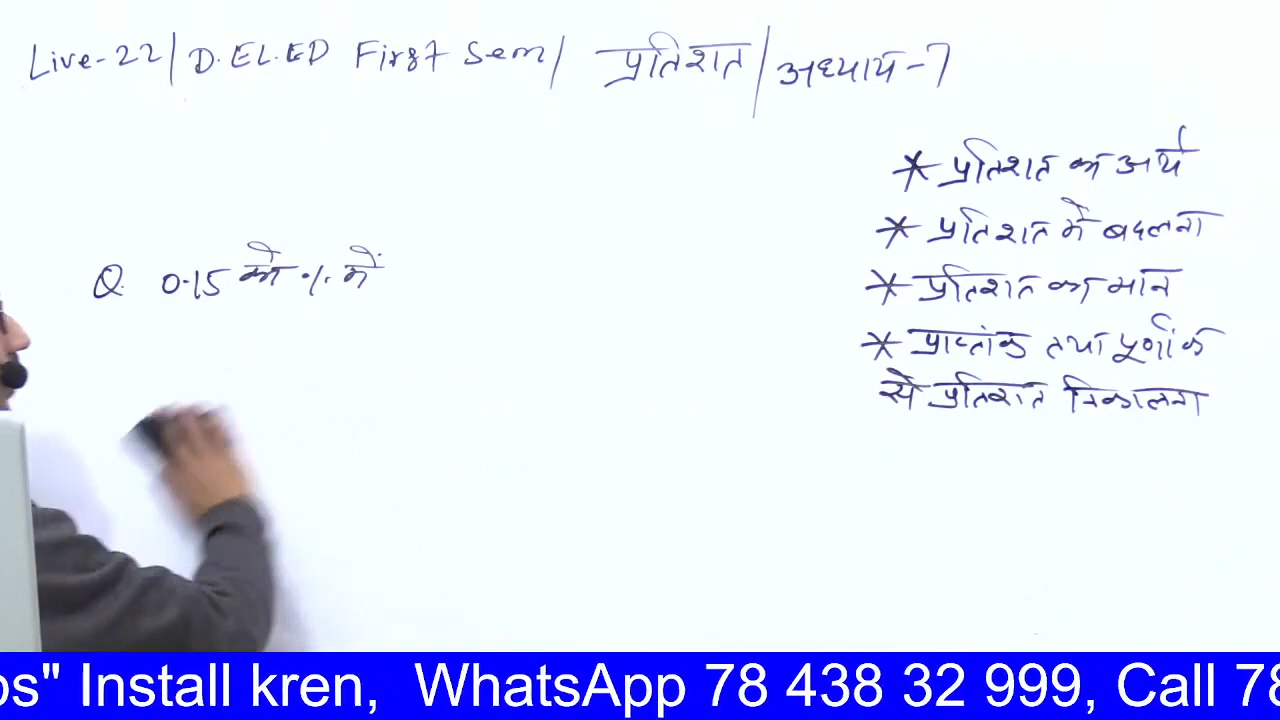 Live-22/ D.EL.ED First Sem/ प्रतिशत/ अध्याय-7
* प्रतिशत का अर्थ
* प्रतिशत में बदलना
Q. 0.15 को % में
* प्रतिशत का मान
* प्राप्तांक तथा पूर्णांक
से प्रतिशत निकालना
os" Install kren, WhatsApp 78 438 32 999, Call 78